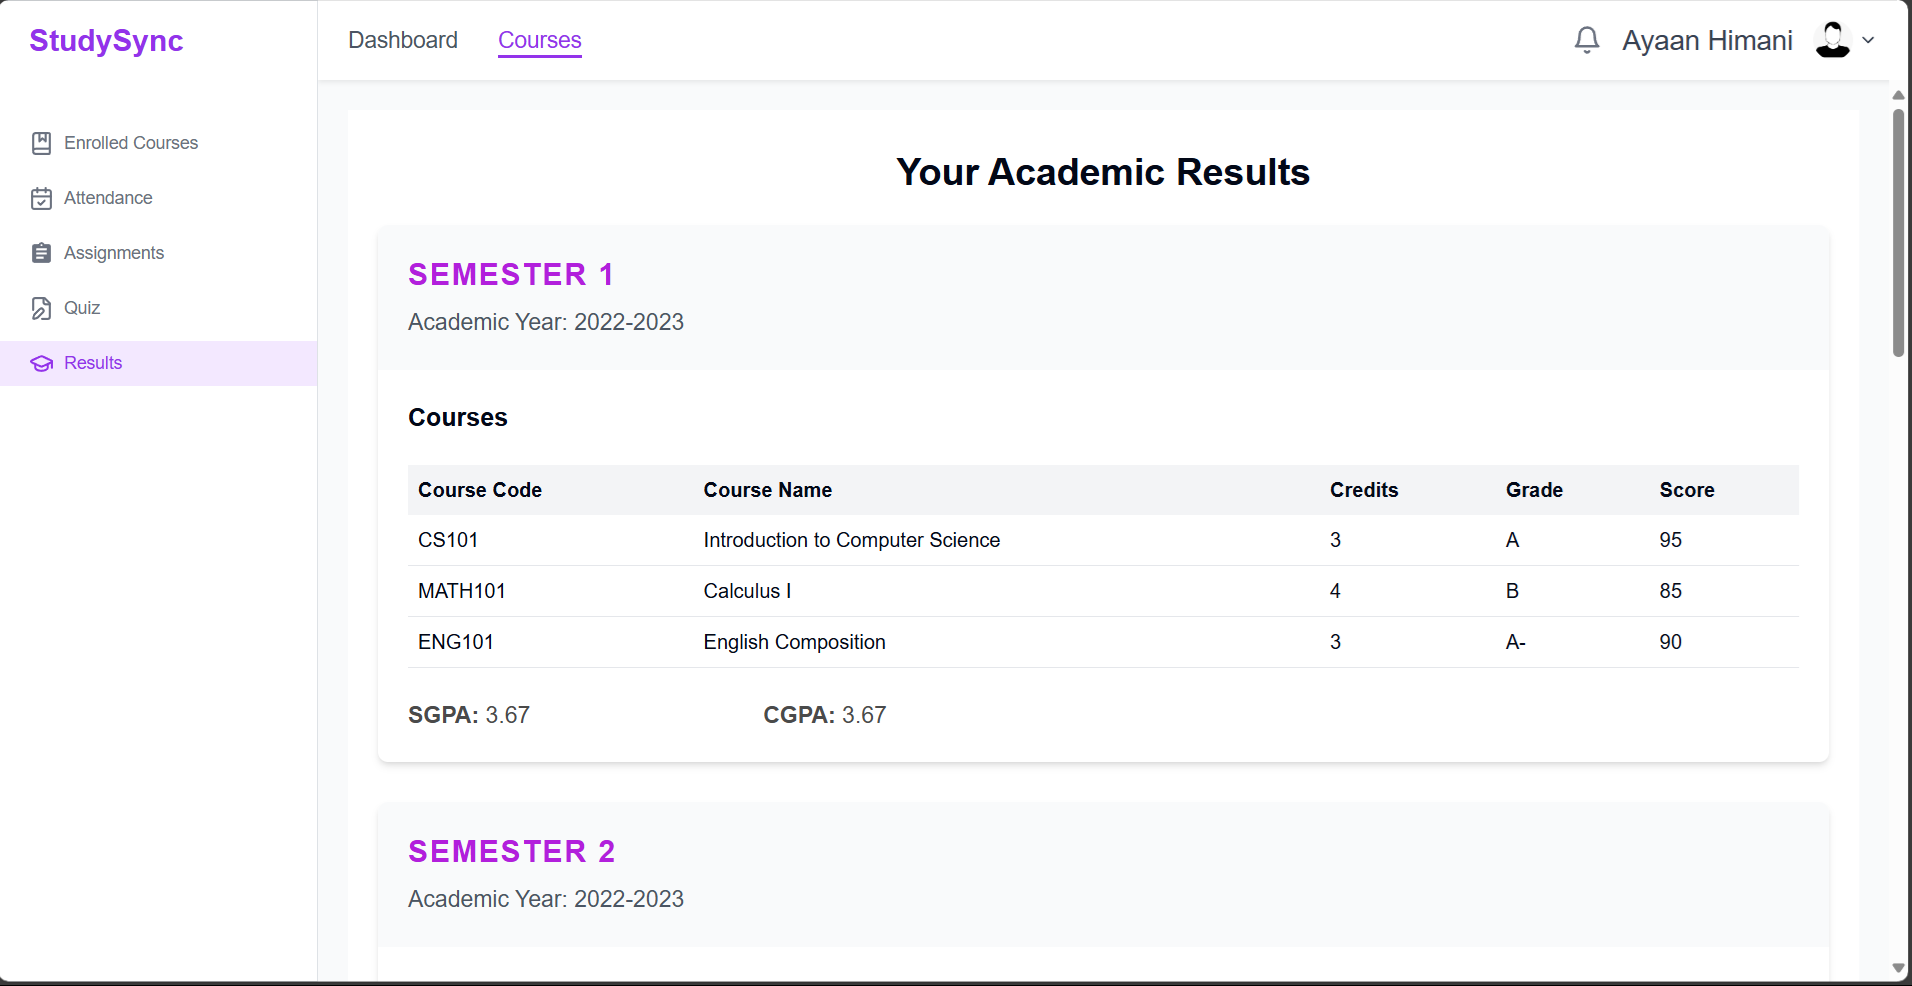 StudySync
Dashboard Courses
Ayaan Himani
Enrolled Courses
Attendance
Assignments
Quiz
Results
Your Academic Results
SEMESTER 1
Academic Year: 2022-2023
Courses
Course Code Course Name Credits Grade Score
CS101 Introduction to Computer Science 3 A 95
MATH101 Calculus I 4 B 85
ENG101 English Composition 3 A- 90
SGPA: 3.67 CGPA: 3.67
SEMESTER 2
Academic Year: 2022-2023